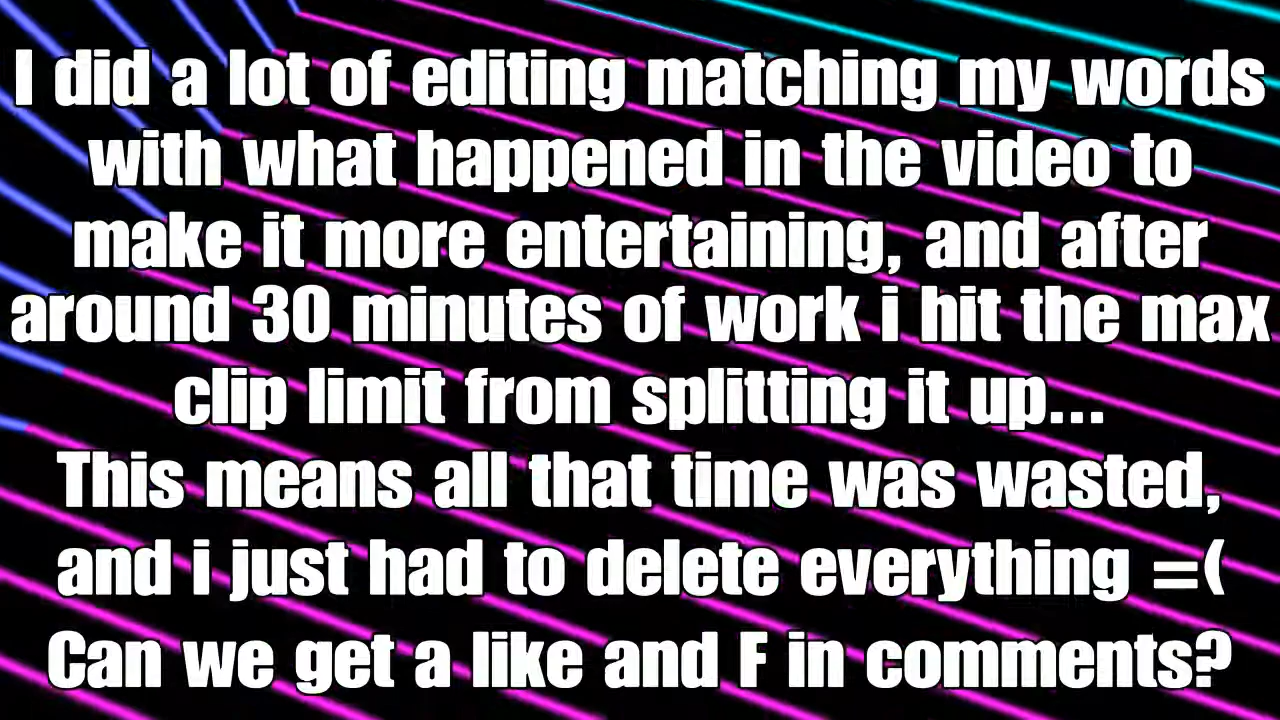 I did a lot of editing matching my words
with what happened in the video to
make it more entertaining, and after
around 30 minutes of work i hit the max
clip limit from splitting it up...
This means all that time was wasted,
and i just had to delete everything =(
Can we get a like and F in comments?